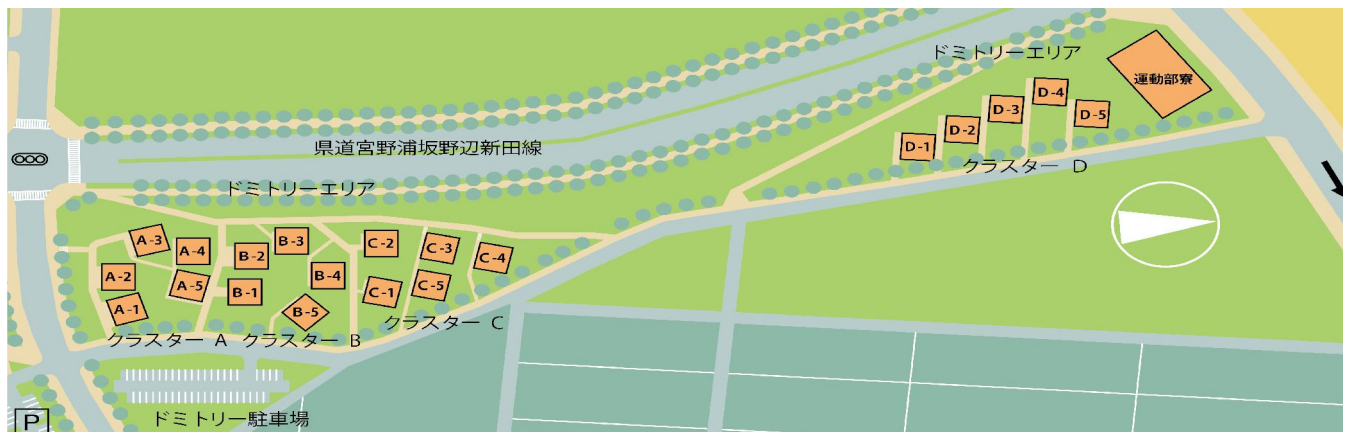 ドミトリーエリア
運動部寮
D-4
D-3
D-5
D-2
D-1
クラスター D
県道宮野浦坂野辺新田線
ドミトリーエリア
A-3
A-4
B-2
B-3
C-2
C-3
C-4
A-2
A-5
B-1
B-4
C-1
C-5
A-1
B-5
クラスター A
クラスター B
クラスター C
ドミトリー駐車場
P